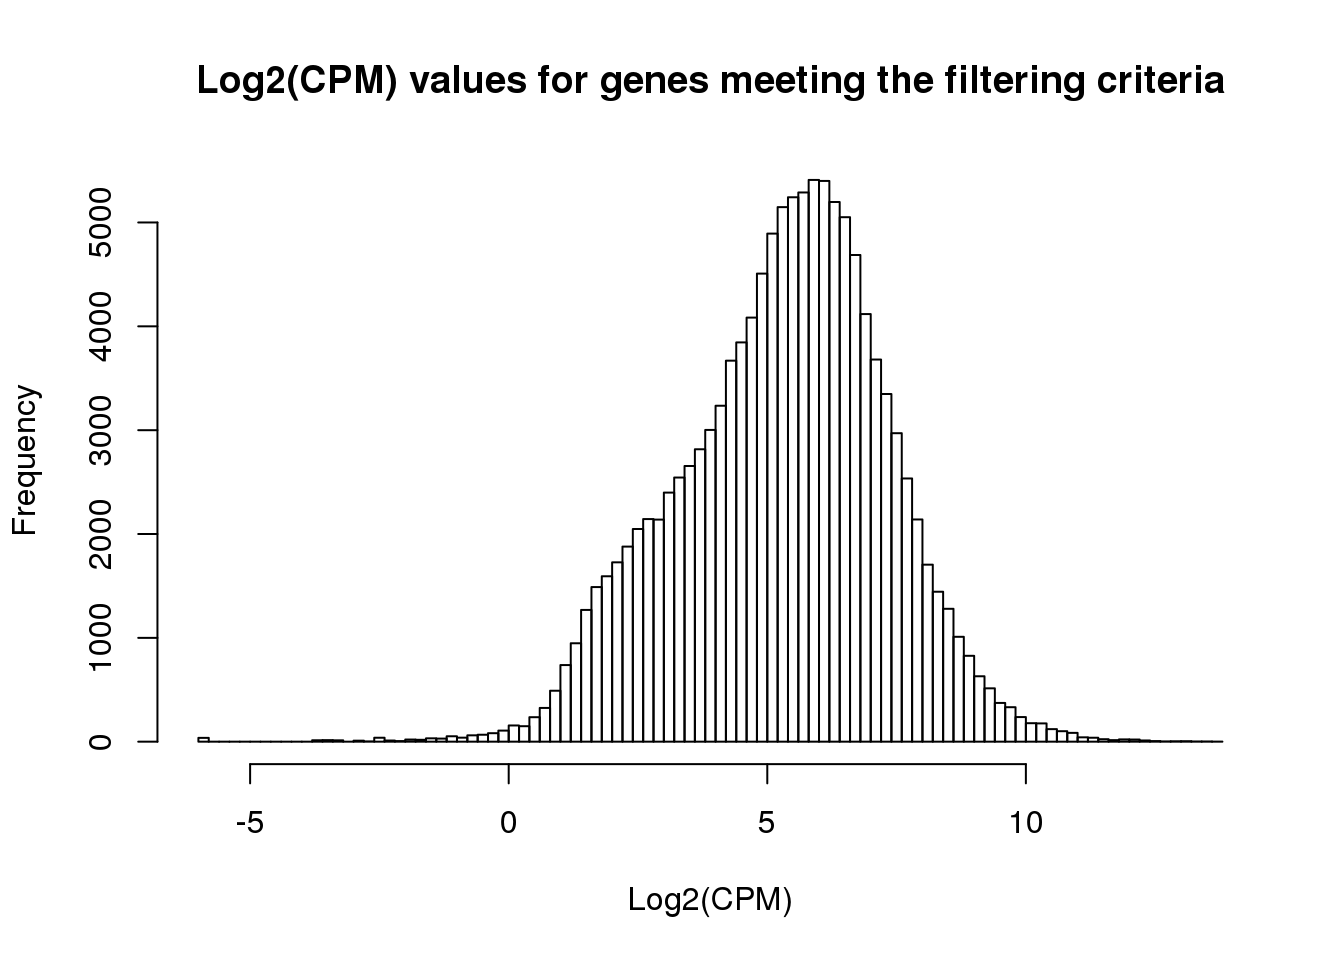 Log2(CPM) values for genes meeting the filtering criteria
5000
4000
3000
2000
1000
0
Frequency
-5 0 5 10
Log2(CPM)